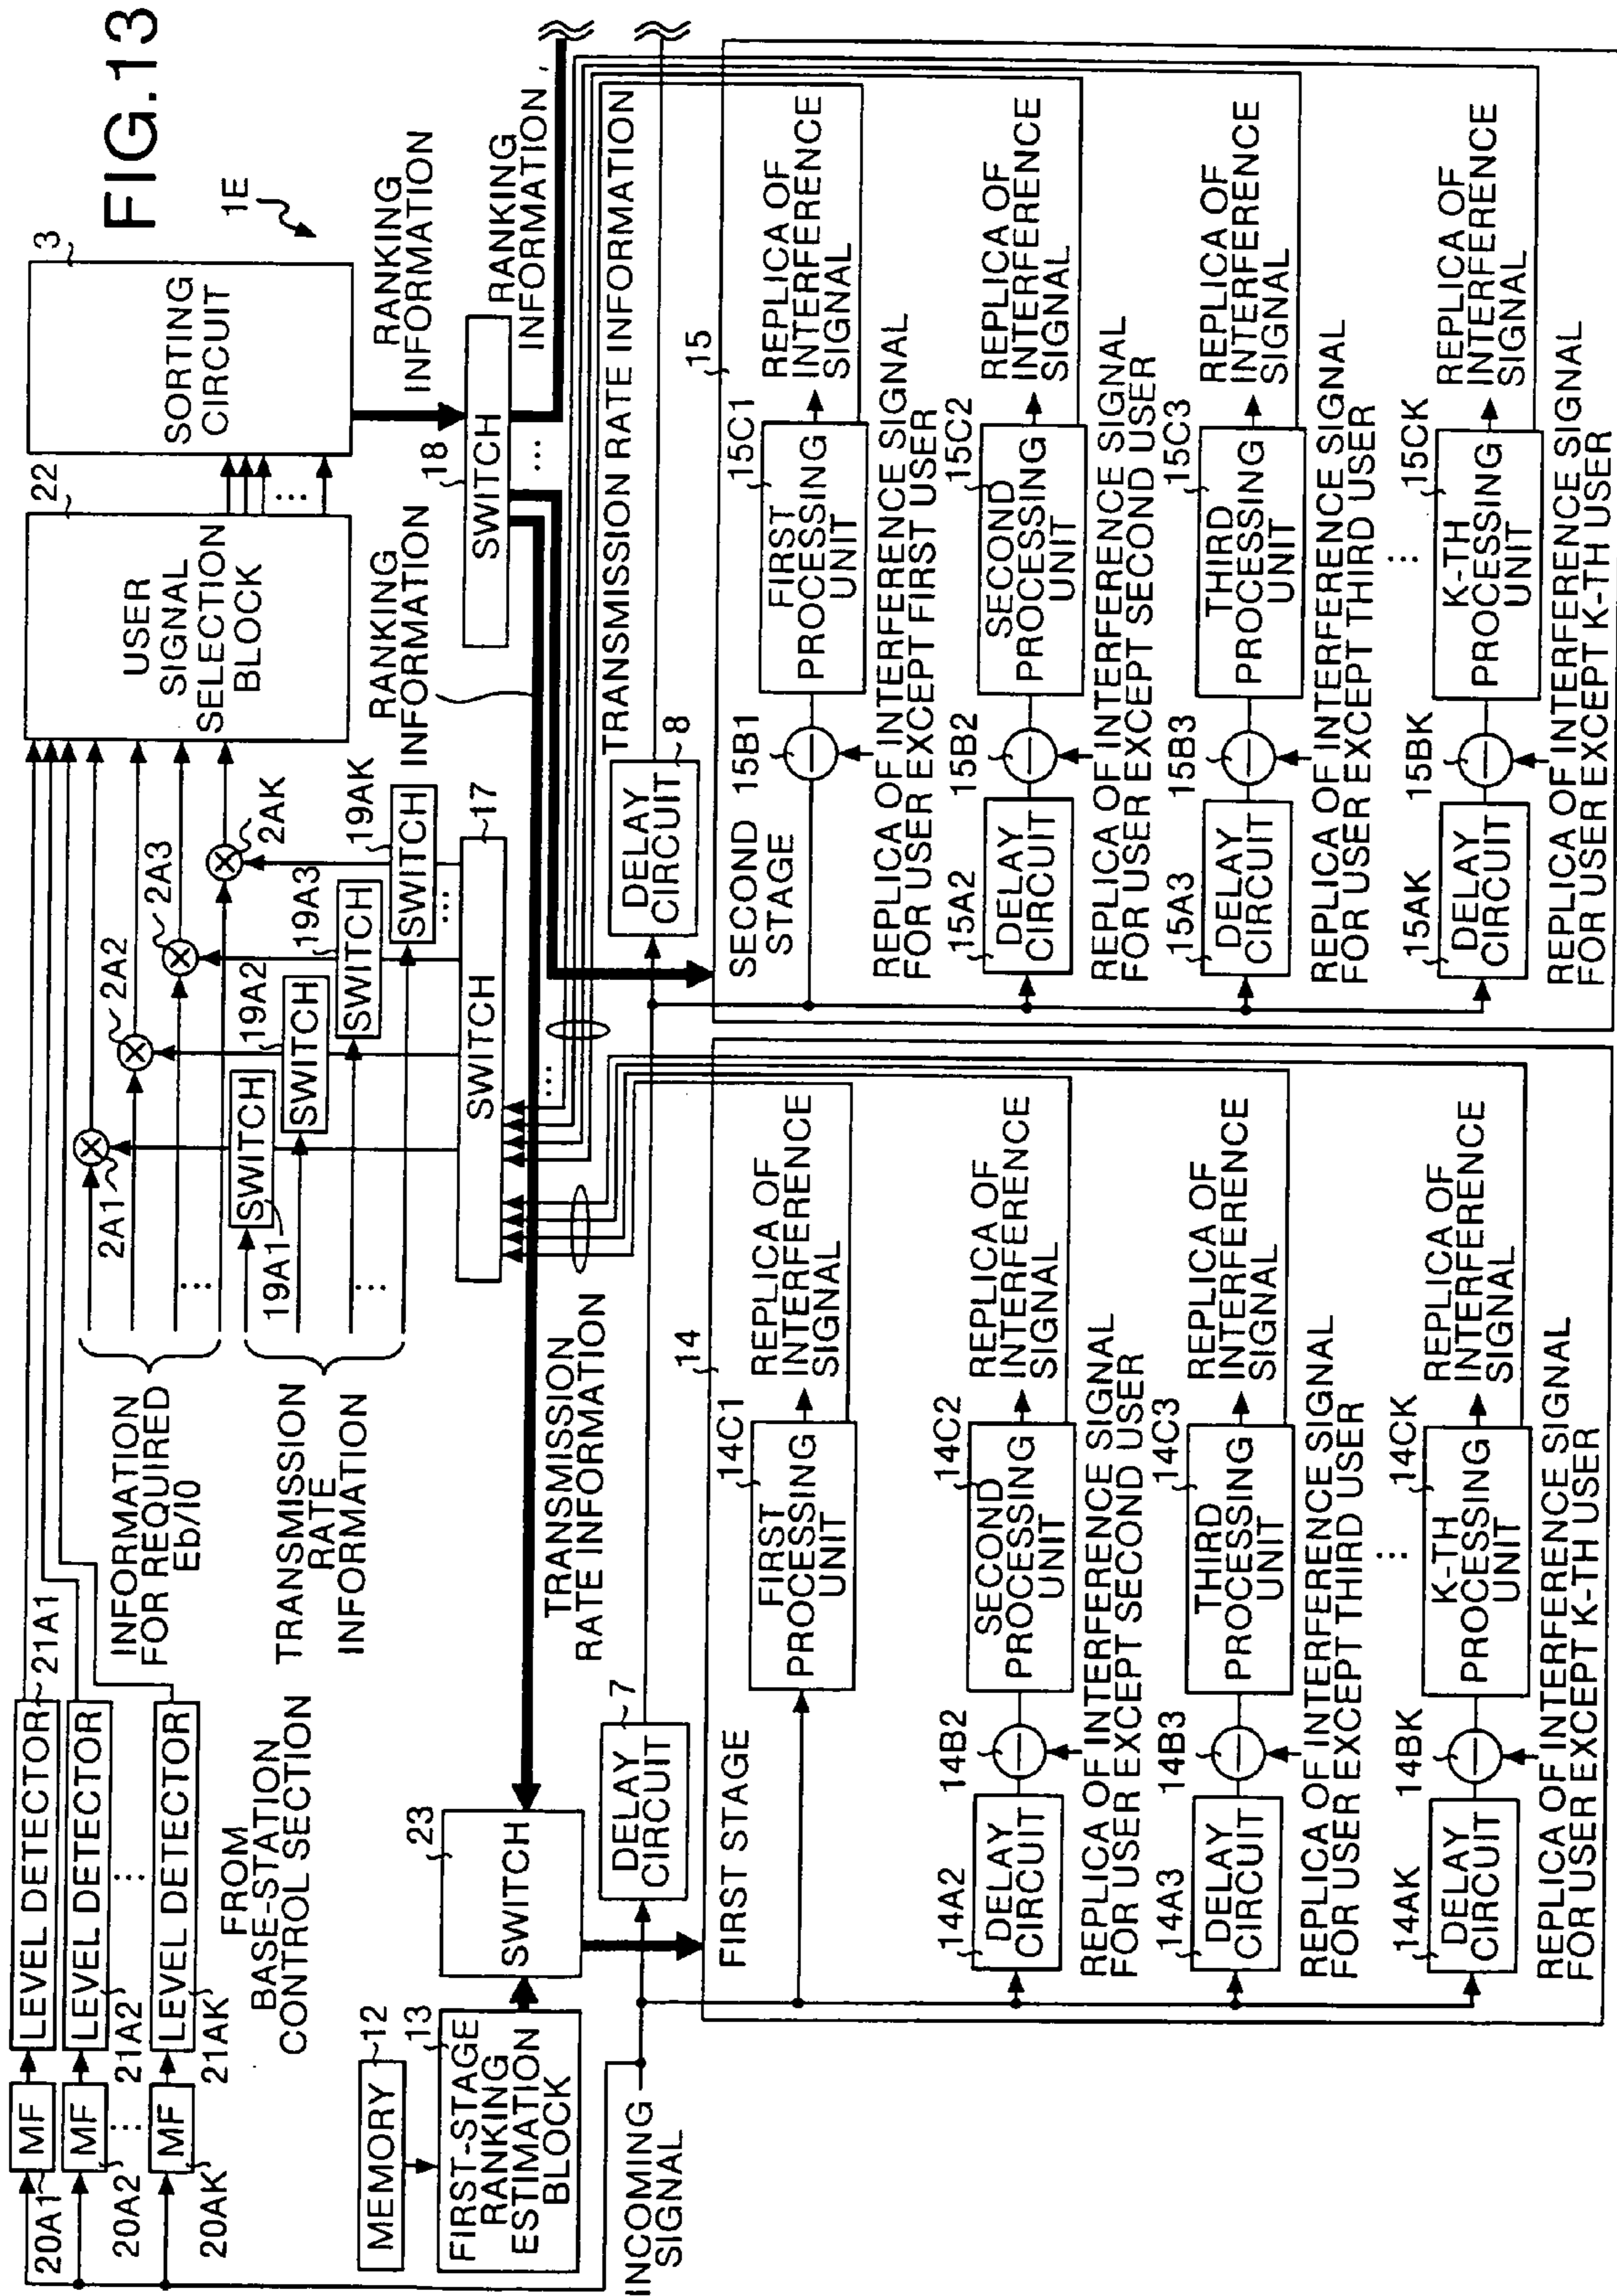 FIG.13
1E
20A1
MF
LEVEL DETECTOR
21A1
20A2
MF
LEVEL DETECTOR
21A2
20AK
MF
LEVEL DETECTOR
21AK
FROM
BASE-STATION
CONTROL SECTION
INFORMATION
FOR REQUIRED
Eb/I0
TRANSMISSION
RATE
INFORMATION
2A1
2A2
2A3
2AK
19A1
SWITCH
19A2
SWITCH
19A3
SWITCH
19AK
SWITCH
17
SWITCH
USER
SIGNAL
SELECTION
BLOCK
22
SORTING
CIRCUIT
3
RANKING
INFORMATION
18
SWITCH
RANKING
INFORMATION
RANKING
INFORMATION
TRANSMISSION RATE INFORMATION
TRANSMISSION
RATE INFORMATION
MEMORY
12
13
FIRST-STAGE
RANKING
ESTIMATION
BLOCK
23
SWITCH
INCOMING
SIGNAL
DELAY
CIRCUIT
7
DELAY
CIRCUIT
8
FIRST STAGE
14
14C1
FIRST
PROCESSING
UNIT
REPLICA OF
INTERFERENCE
SIGNAL
14A2
DELAY
CIRCUIT
14B2
14C2
SECOND
PROCESSING
UNIT
REPLICA OF
INTERFERENCE
SIGNAL
REPLICA OF INTERFERENCE SIGNAL
FOR USER EXCEPT SECOND USER
14A3
DELAY
CIRCUIT
14B3
14C3
THIRD
PROCESSING
UNIT
REPLICA OF
INTERFERENCE
SIGNAL
REPLICA OF INTERFERENCE SIGNAL
FOR USER EXCEPT THIRD USER
14AK
DELAY
CIRCUIT
14BK
14CK
K-TH
PROCESSING
UNIT
REPLICA OF
INTERFERENCE
SIGNAL
REPLICA OF INTERFERENCE SIGNAL
FOR USER EXCEPT K-TH USER
SECOND
STAGE
15
15B1
15C1
FIRST
PROCESSING
UNIT
REPLICA OF
INTERFERENCE
SIGNAL
REPLICA OF INTERFERENCE SIGNAL
FOR USER EXCEPT FIRST USER
15A2
DELAY
CIRCUIT
15B2
15C2
SECOND
PROCESSING
UNIT
REPLICA OF
INTERFERENCE
SIGNAL
REPLICA OF INTERFERENCE SIGNAL
FOR USER EXCEPT SECOND USER
15A3
DELAY
CIRCUIT
15B3
15C3
THIRD
PROCESSING
UNIT
REPLICA OF
INTERFERENCE
SIGNAL
REPLICA OF INTERFERENCE SIGNAL
FOR USER EXCEPT THIRD USER
15AK
DELAY
CIRCUIT
15BK
15CK
K-TH
PROCESSING
UNIT
REPLICA OF
INTERFERENCE
SIGNAL
REPLICA OF INTERFERENCE SIGNAL
FOR USER EXCEPT K-TH USER